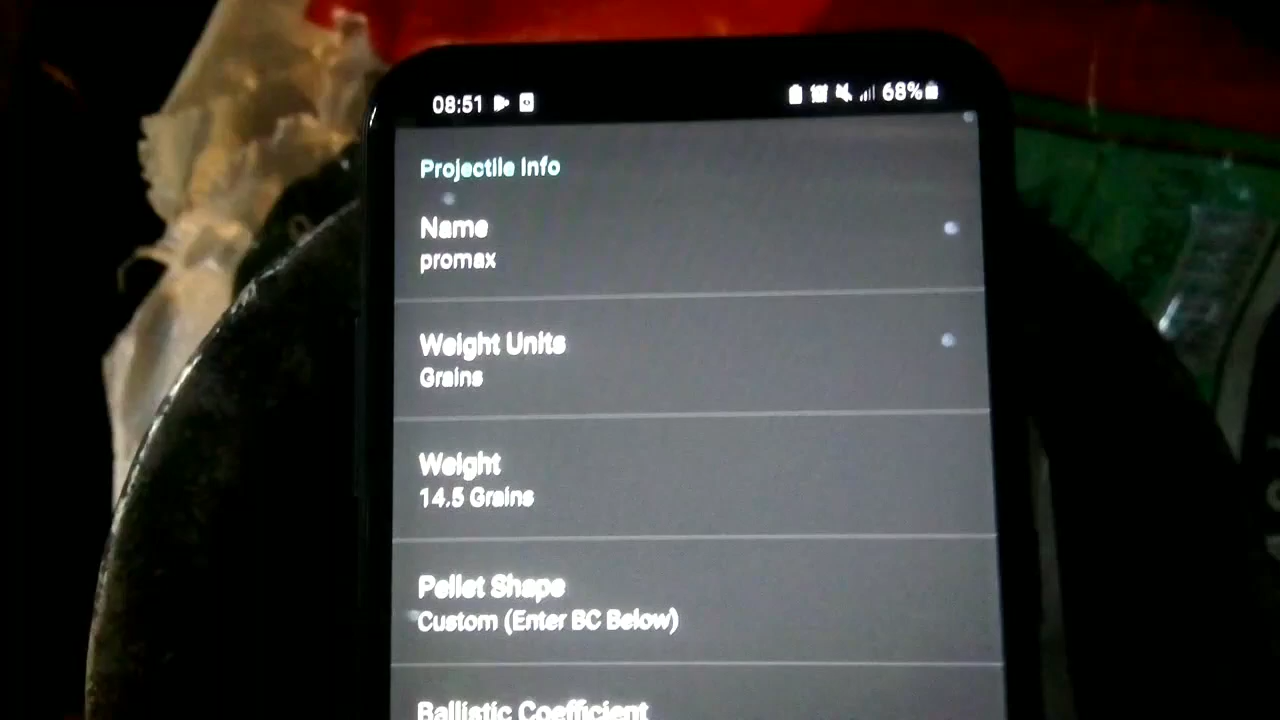 08:51 68%
Projectile Info
Name
promax
Weight Units
Grains
Weight
14.5 Grains
Pellet Shape
Custom (Enter BC Below)
Ballistic Coefficient